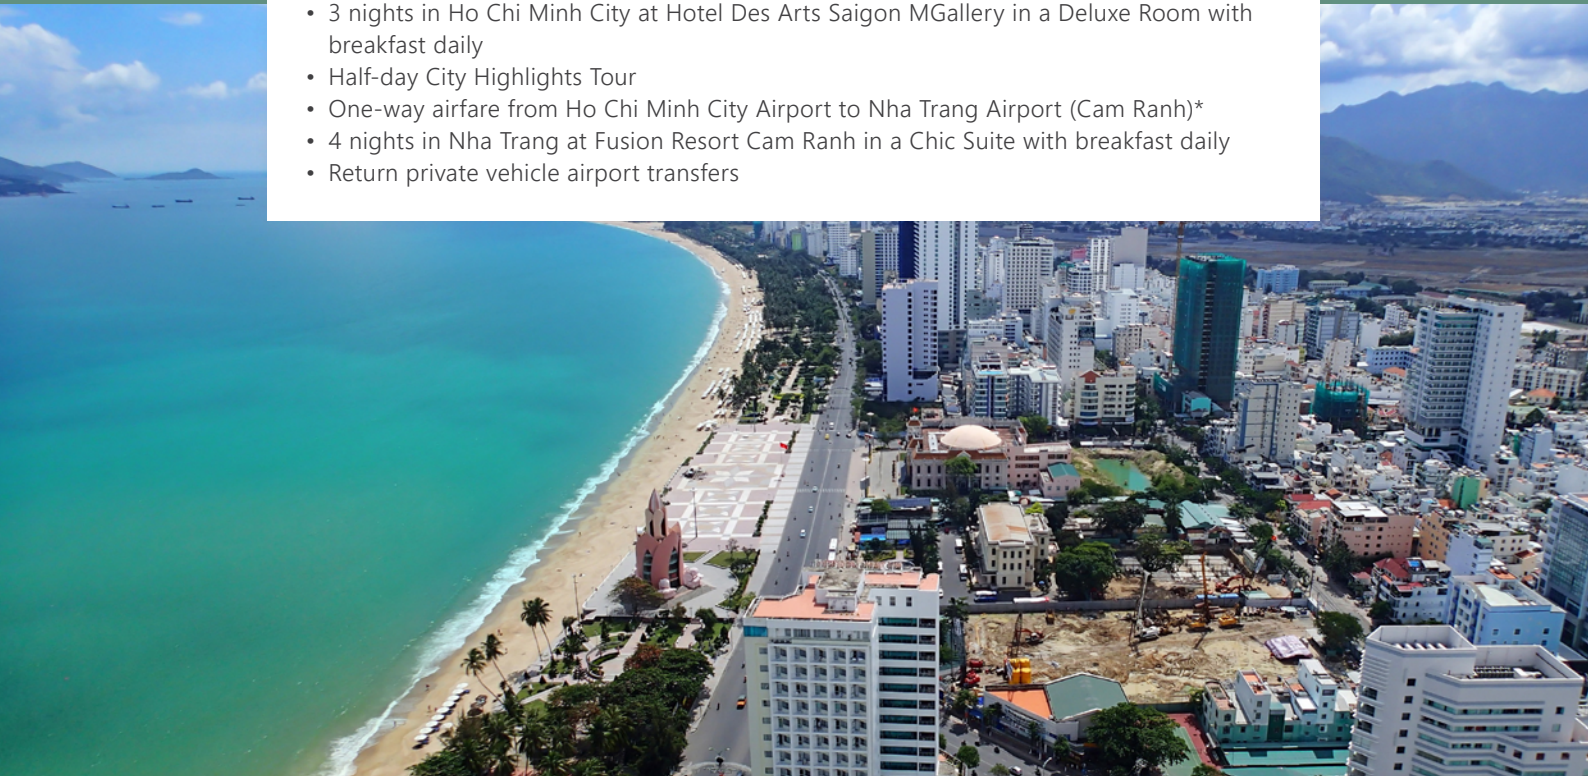 • 3 nights in Ho Chi Minh City at Hotel Des Arts Saigon MGallery in a Deluxe Room with
breakfast daily
• Half-day City Highlights Tour
• One-way airfare from Ho Chi Minh City Airport to Nha Trang Airport (Cam Ranh)*
• 4 nights in Nha Trang at Fusion Resort Cam Ranh in a Chic Suite with breakfast daily
• Return private vehicle airport transfers